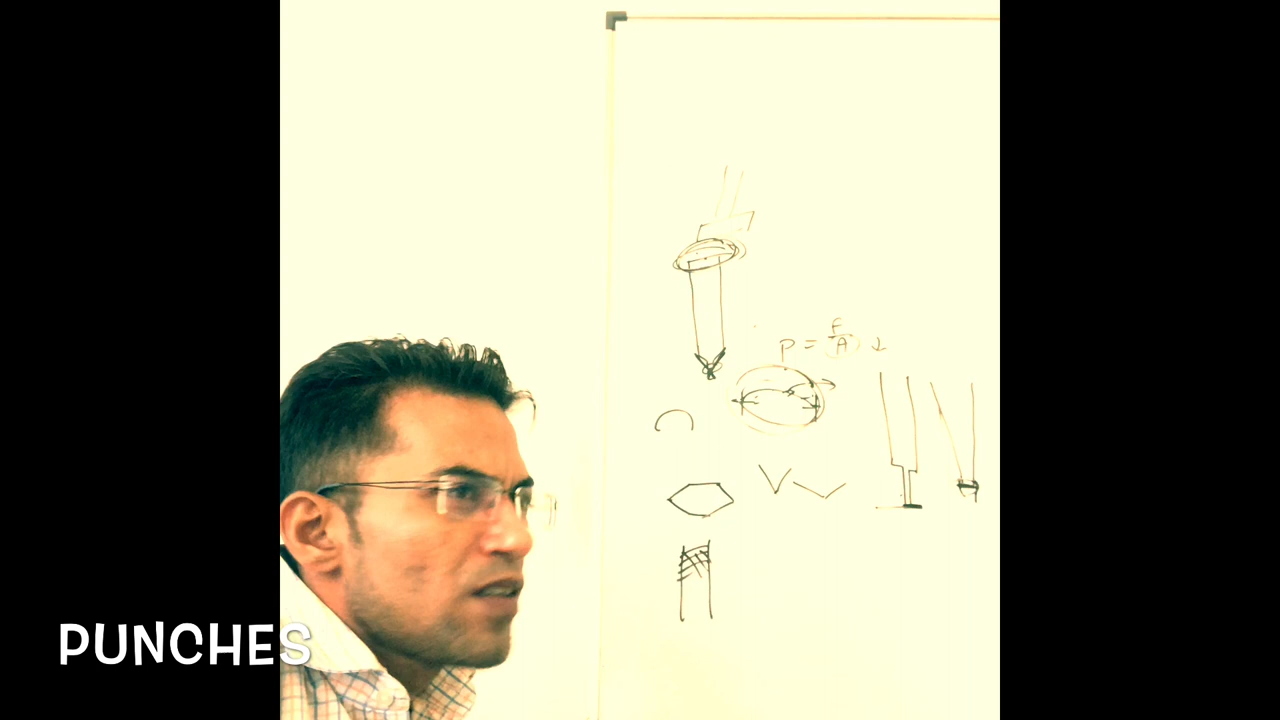 P = F/(A) ↓
PUNCHES